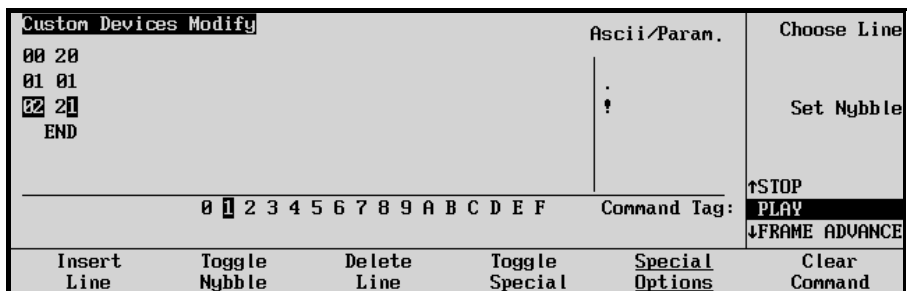 Custom Devices Modify
Ascii/Param.
Choose Line
00 20
01 01
.
02 21
!
Set Nybble
END
↑STOP
0 1 2 3 4 5 6 7 8 9 A B C D E F
Command Tag:
PLAY
↓FRAME ADVANCE
Insert Line
Toggle Nybble
Delete Line
Toggle Special
Special Options
Clear Command